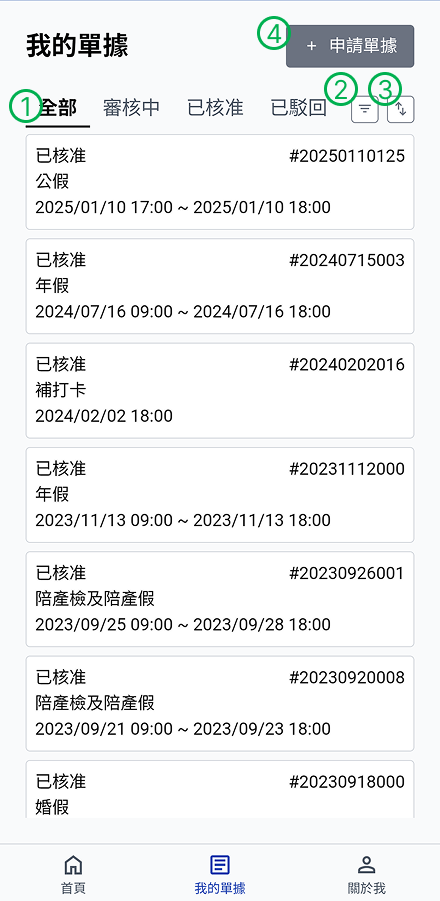 我的單據
④
+ 申請單據
①
全部 審核中 已核准 已駁回
②
③
已核准 #20250110125
公假
2025/01/10 17:00 ~ 2025/01/10 18:00
已核准 #20240715003
年假
2024/07/16 09:00 ~ 2024/07/16 18:00
已核准 #20240202016
補打卡
2024/02/02 18:00
已核准 #20231112000
年假
2023/11/13 09:00 ~ 2023/11/13 18:00
已核准 #20230926001
陪產檢及陪產假
2023/09/25 09:00 ~ 2023/09/28 18:00
已核准 #20230920008
陪產檢及陪產假
2023/09/21 09:00 ~ 2023/09/23 18:00
已核准 #20230918000
婚假
首頁 我的單據 關於我